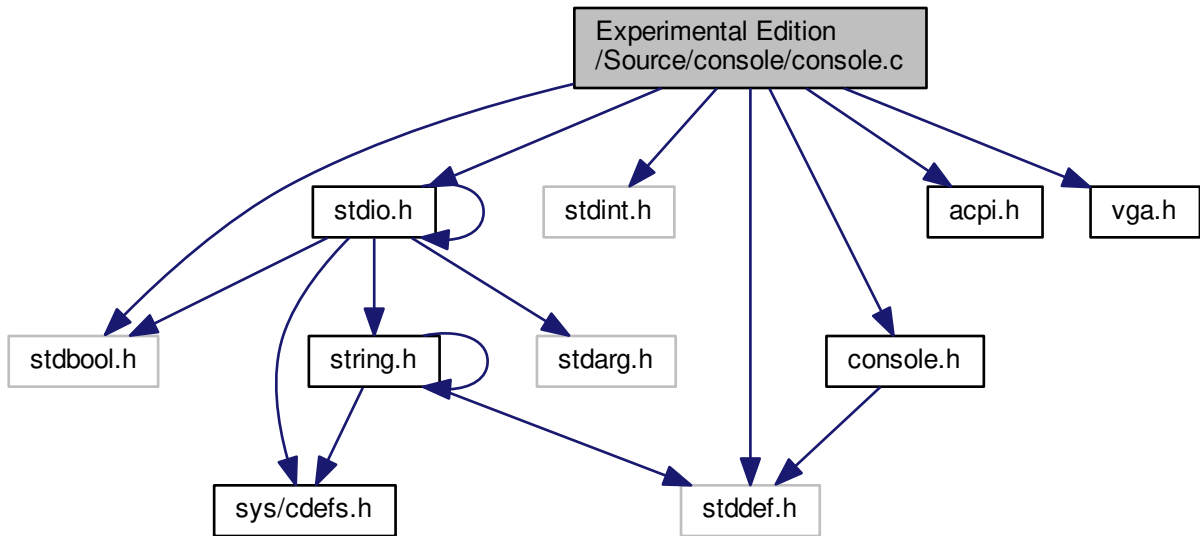 Experimental Edition
/Source/console/console.c
stdio.h
stdint.h
acpi.h
vga.h
stdbool.h
string.h
stdarg.h
console.h
sys/cdefs.h
stddef.h